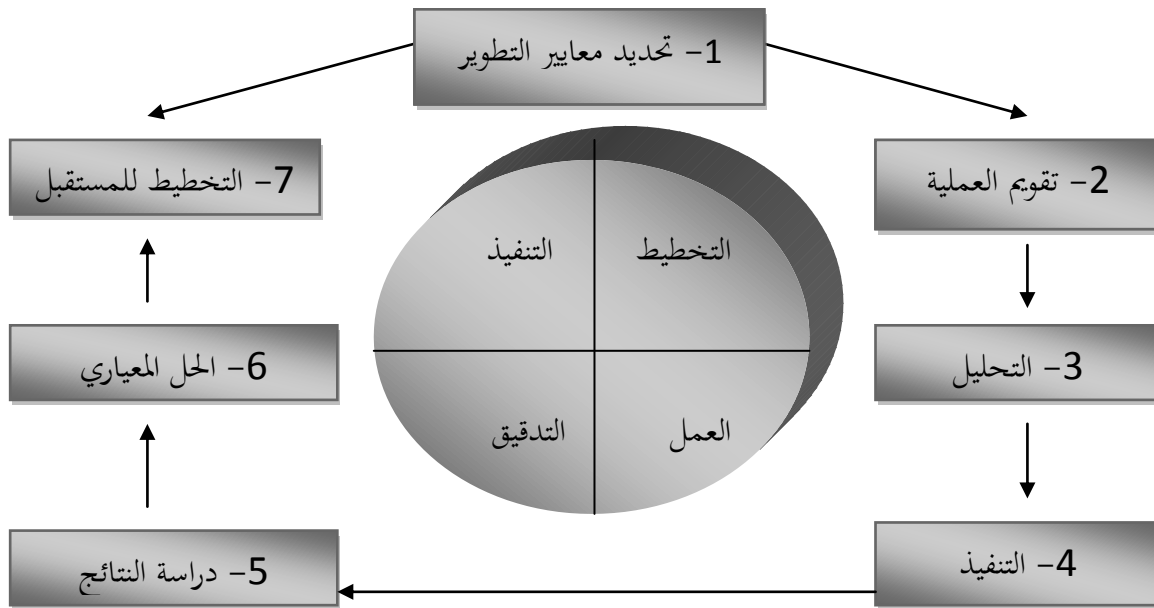 1- تحديد معايير التطوير
2- تقويم العملية
3- التحليل
4- التنفيذ
5- دراسة النتائج
6- الحل المعياري
7- التخطيط للمستقبل
التخطيط
التنفيذ
العمل
التدقيق